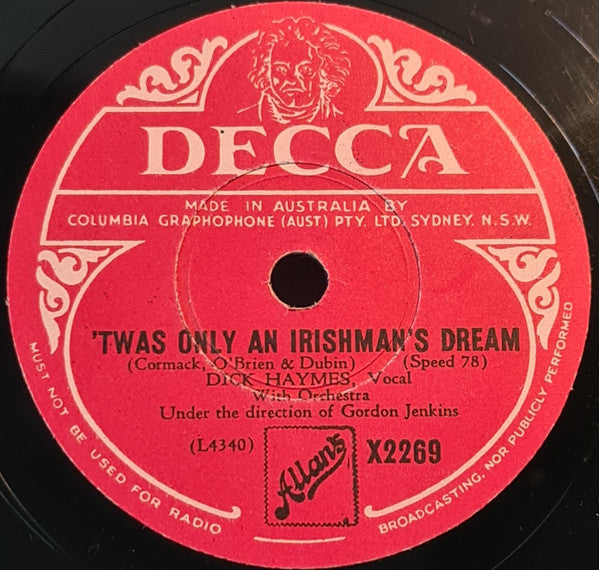 DECCA
MADE IN AUSTRALIA BY
COLUMBIA GRAPHOPHONE (AUST) PTY. LTD. SYDNEY. N.S.W.
'TWAS ONLY AN IRISHMAN'S DREAM
(Cormack, O'Brien & Dubin) (Speed 78)
DICK HAYMES, Vocal
With Orchestra
Under the direction of Gordon Jenkins
(L4340) Allan's X2269
MUST NOT BE USED FOR RADIO BROADCASTING, NOR PUBLICLY PERFORMED